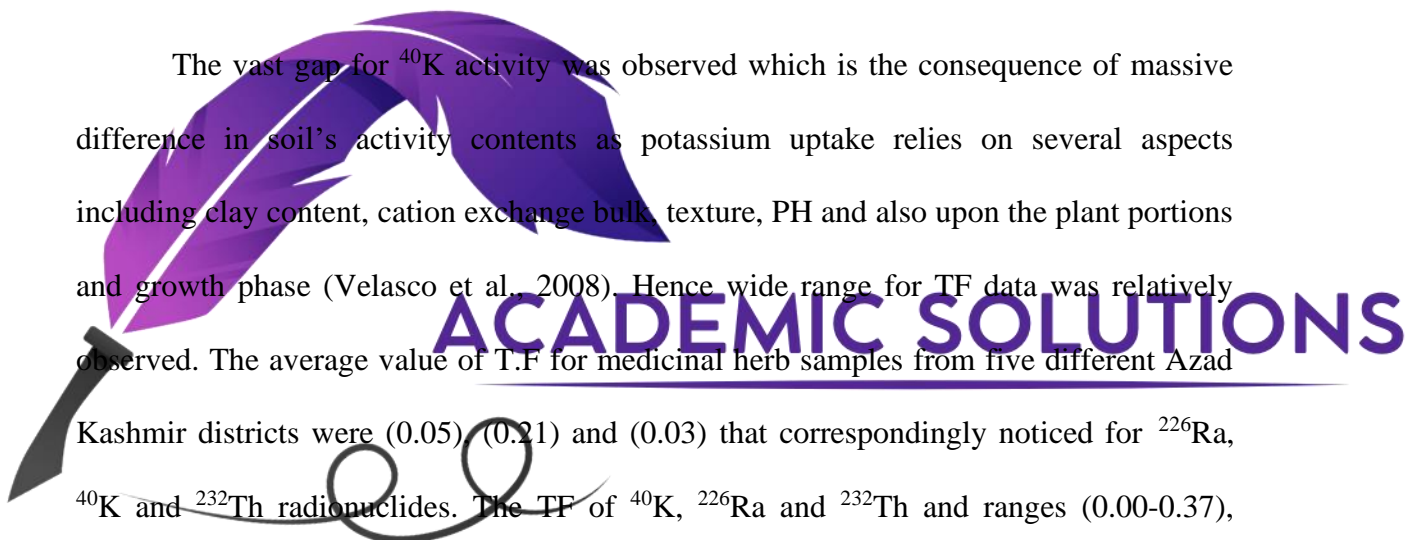 The vast gap for ⁴⁰K activity was observed which is the consequence of massive
difference in soil's activity contents as potassium uptake relies on several aspects
including clay content, cation exchange bulk, texture, PH and also upon the plant portions
and growth phase (Velasco et al., 2008). Hence wide range for TF data was relatively
ACADEMIC SOLUTIONS
observed. The average value of T.F for medicinal herb samples from five different Azad
Kashmir districts were (0.05), (0.21) and (0.03) that correspondingly noticed for ²²⁶Ra,
⁴⁰K and ²³²Th radionuclides. The TF of ⁴⁰K, ²²⁶Ra and ²³²Th and ranges (0.00-0.37),